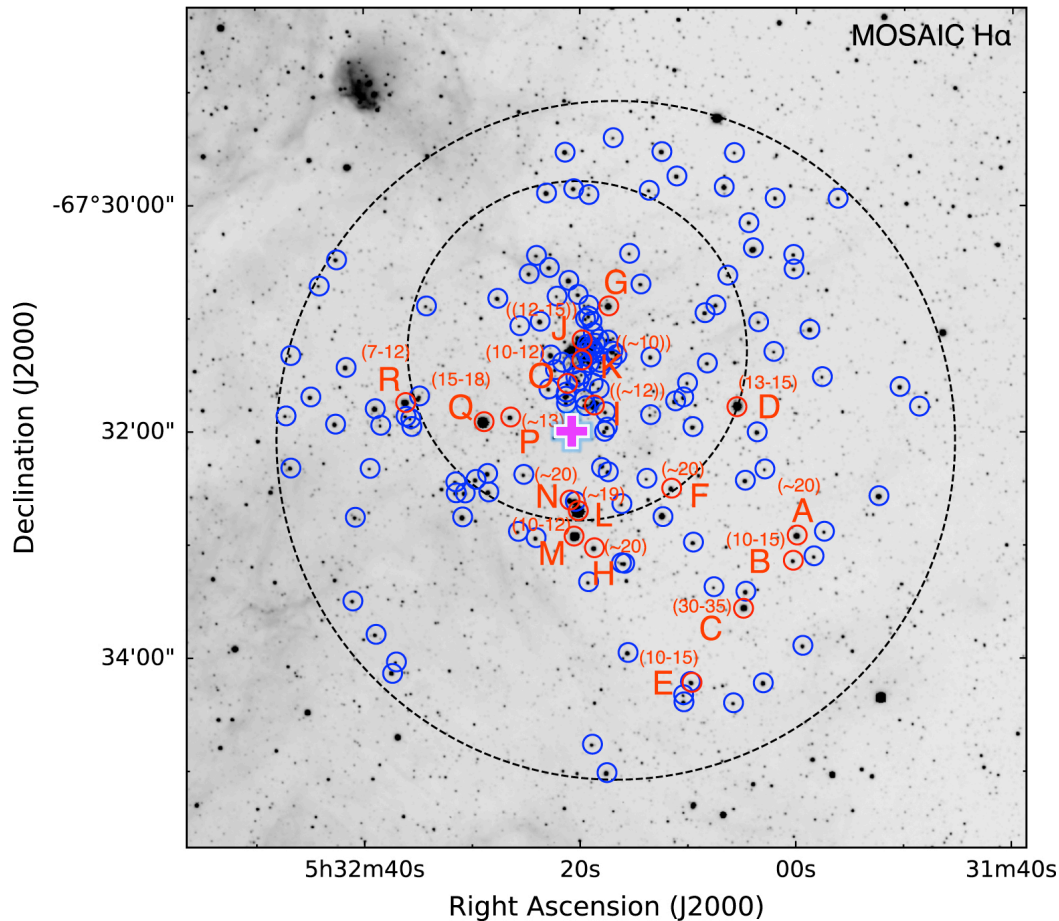 MOSAIC Hα
-67°30'00"
G
((12-15))
J
((~10))
(7-12)
(10-12)
K
R
(15-18)
O
((~12))
(13-15)
Q
I
D
P
(~13)
32'00"
(~20)
(~20)
N
(~19)
F
(~20)
L
A
(10-12)
(10-15)
M
(~20)
B
H
(30-35)
C
(10-15)
E
34'00"
Declination (J2000)
5h32m40s
20s
00s
31m40s
Right Ascension (J2000)